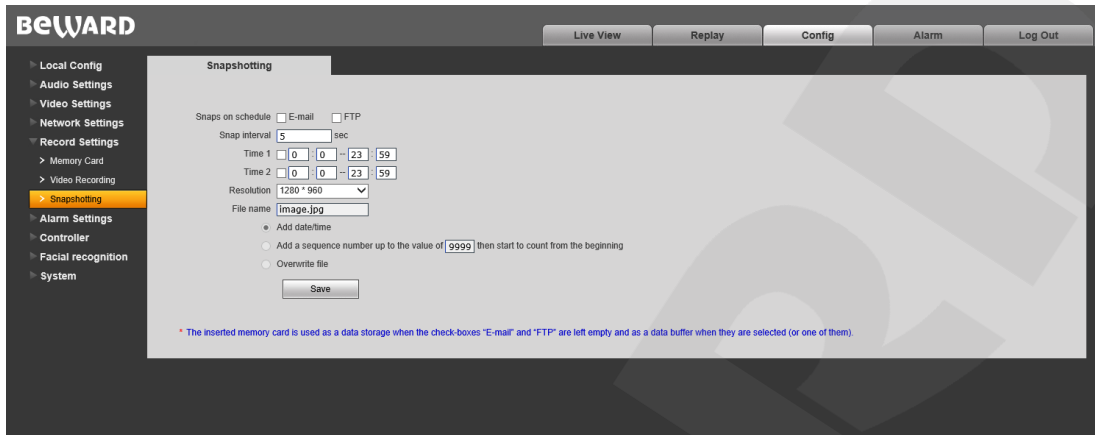 BEWARD
Live View Replay Config Alarm Log Out
Local Config
Audio Settings
Video Settings
Network Settings
Record Settings
Memory Card
Video Recording
Snapshotting
Alarm Settings
Controller
Facial recognition
System
Snapshotting
Snaps on schedule E-mail FTP
Snap interval 5 sec
Time 1 0 : 0 -- 23 : 59
Time 2 0 : 0 -- 23 : 59
Resolution 1280 * 960
File name image.jpg
Add date/time
Add a sequence number up to the value of 9999 then start to count from the beginning
Overwrite file
Save
* The inserted memory card is used as a data storage when the check-boxes “E-mail” and “FTP” are left empty and as a data buffer when they are selected (or one of them).